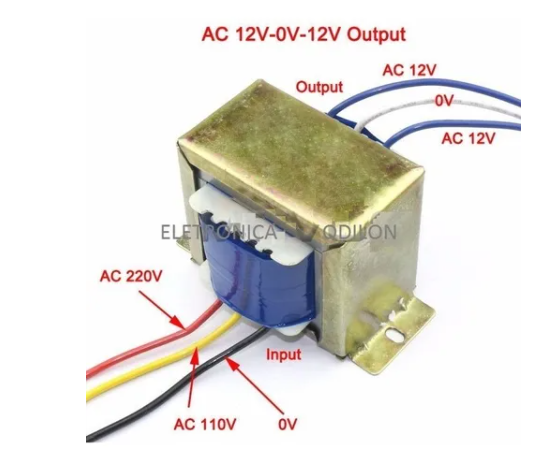 AC 12V-0V-12V Output
Output
AC 12V
0V
AC 12V
ELETRONICA
ODILON
AC 220V
Input
AC 110V
0V